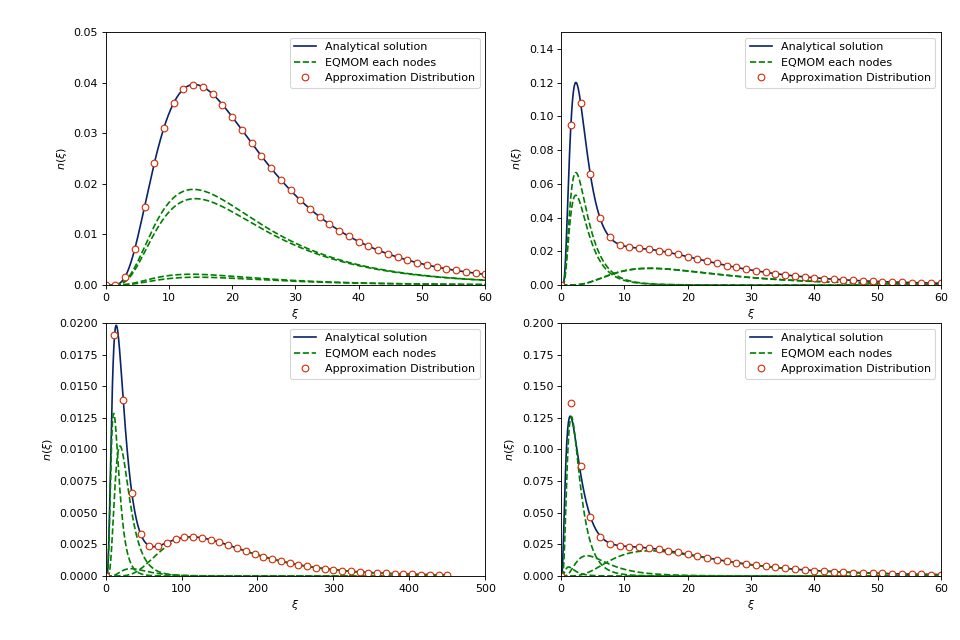 0.05
0.04
0.03
0.02
0.01
0.00
n(ξ)
0 10 20 30 40 50 60
ξ
Analytical solution
EQMOM each nodes
Approximation Distribution
0.14
0.12
0.10
0.08
0.06
0.04
0.02
0.00
n(ξ)
0 10 20 30 40 50 60
ξ
Analytical solution
EQMOM each nodes
Approximation Distribution
0.0200
0.0175
0.0150
0.0125
0.0100
0.0075
0.0050
0.0025
0.0000
n(ξ)
0 100 200 300 400 500
ξ
Analytical solution
EQMOM each nodes
Approximation Distribution
0.200
0.175
0.150
0.125
0.100
0.075
0.050
0.025
0.000
n(ξ)
0 10 20 30 40 50 60
ξ
Analytical solution
EQMOM each nodes
Approximation Distribution